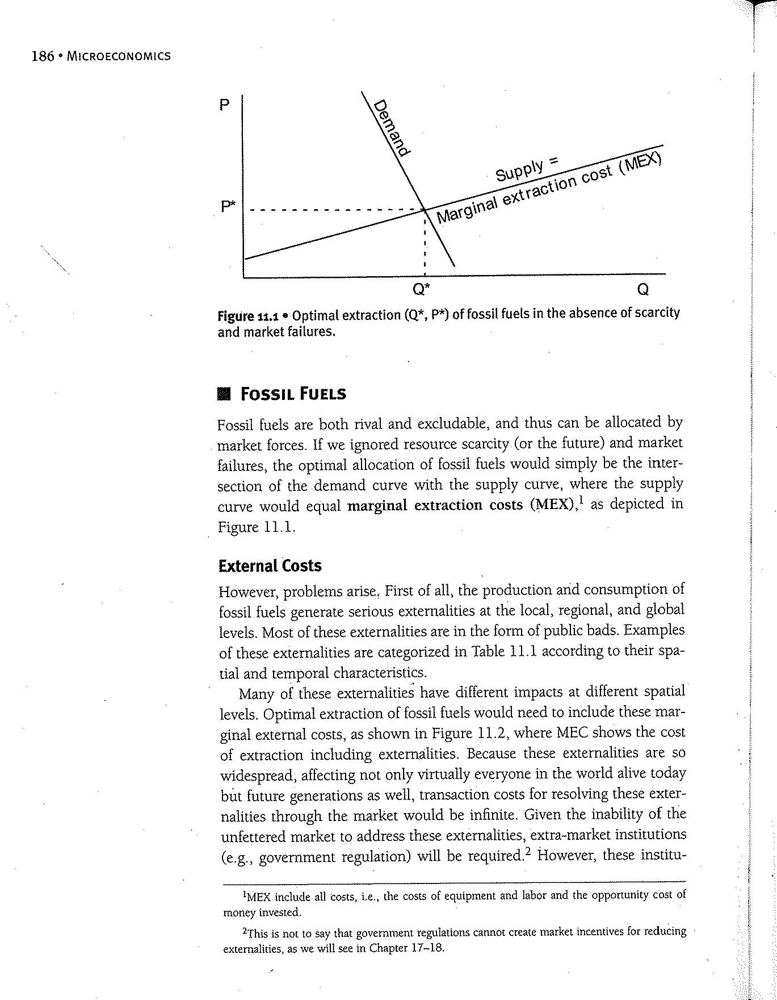 186 • MICROECONOMICS
P
Demand
Supply =
Marginal extraction cost (MEX)
P*
Q*
Q
Figure 11.1 • Optimal extraction (Q*, P*) of fossil fuels in the absence of scarcity
and market failures.
■ FOSSIL FUELS
Fossil fuels are both rival and excludable, and thus can be allocated by
market forces. If we ignored resource scarcity (or the future) and market
failures, the optimal allocation of fossil fuels would simply be the inter-
section of the demand curve with the supply curve, where the supply
curve would equal marginal extraction costs (MEX),¹ as depicted in
Figure 11.1.
External Costs
However, problems arise. First of all, the production and consumption of
fossil fuels generate serious externalities at the local, regional, and global
levels. Most of these externalities are in the form of public bads. Examples
of these externalities are categorized in Table 11.1 according to their spa-
tial and temporal characteristics.
Many of these externalities have different impacts at different spatial
levels. Optimal extraction of fossil fuels would need to include these mar-
ginal external costs, as shown in Figure 11.2, where MEC shows the cost
of extraction including externalities. Because these externalities are so
widespread, affecting not only virtually everyone in the world alive today
but future generations as well, transaction costs for resolving these exter-
nalities through the market would be infinite. Given the inability of the
unfettered market to address these externalities, extra-market institutions
(e.g., government regulation) will be required.² However, these institu-
¹MEX include all costs, i.e., the costs of equipment and labor and the opportunity cost of
money invested.
²This is not to say that government regulations cannot create market incentives for reducing
externalities, as we will see in Chapter 17–18.